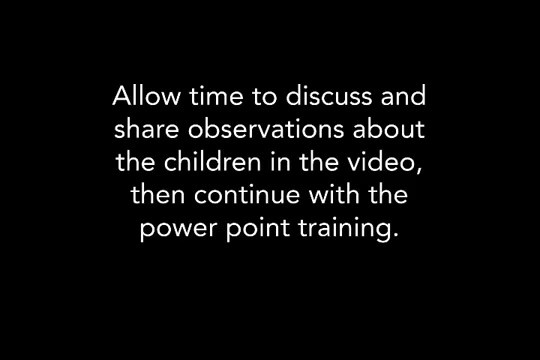 Allow time to discuss and
share observations about
the children in the video,
then continue with the
power point training.